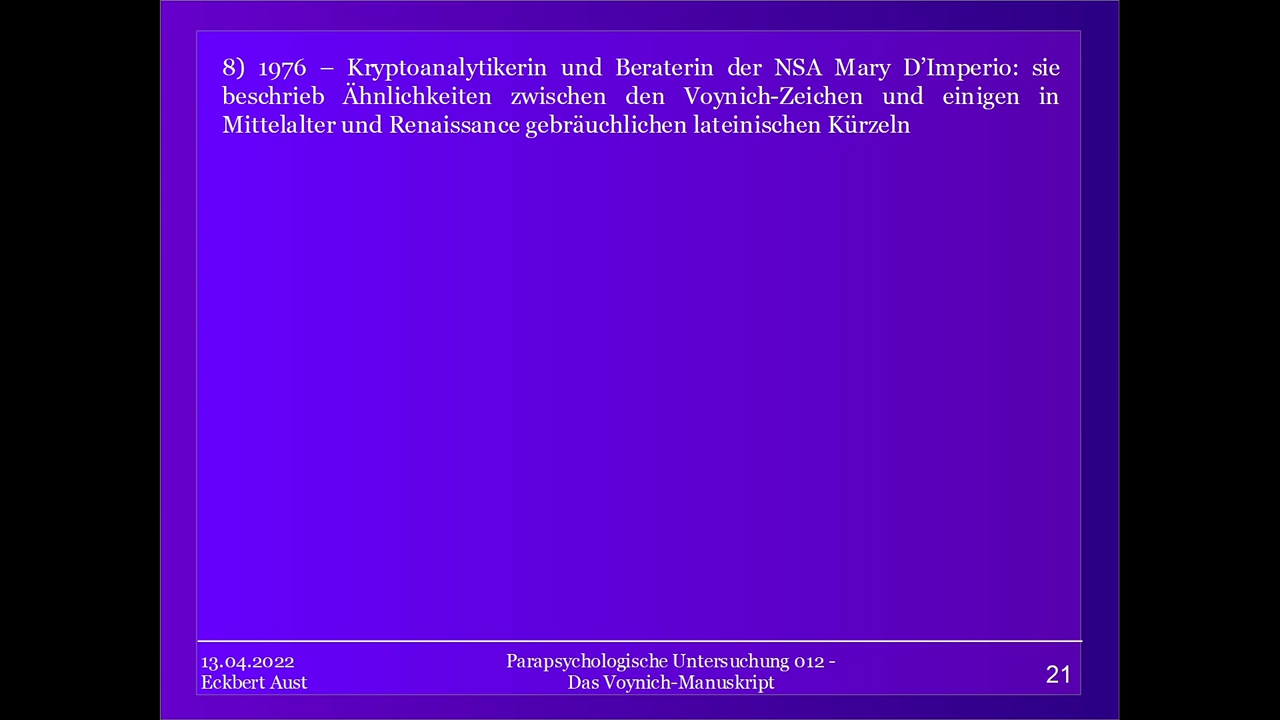 8) 1976 – Kryptoanalytikerin und Beraterin der NSA Mary D’Imperio: sie
beschrieb Ähnlichkeiten zwischen den Voynich-Zeichen und einigen in
Mittelalter und Renaissance gebräuchlichen lateinischen Kürzeln
13.04.2022
Eckbert Aust
Parapsychologische Untersuchung 012 -
Das Voynich-Manuskript
21